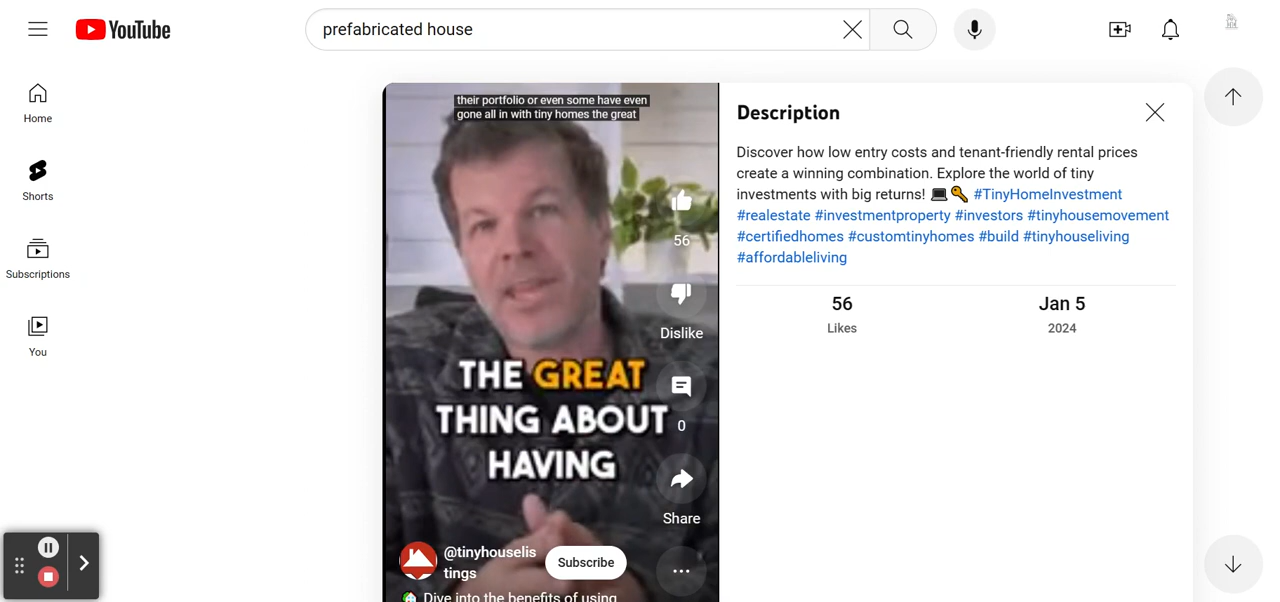 YouTube
prefabricated house
Home
Shorts
Subscriptions
You
their portfolio or even some have even
gone all in with tiny homes the great
56
Dislike
0
Share
THE GREAT
THING ABOUT
HAVING
@tinyhouselis
tings
Subscribe
Dive into the benefits of using
Description
Discover how low entry costs and tenant-friendly rental prices
create a winning combination. Explore the world of tiny
investments with big returns! 💻🔑 #TinyHomeInvestment
#realestate #investmentproperty #investors #tinyhousemovement
#certifiedhomes #customtinyhomes #build #tinyhouseliving
#affordableliving
56 Jan 5
Likes 2024